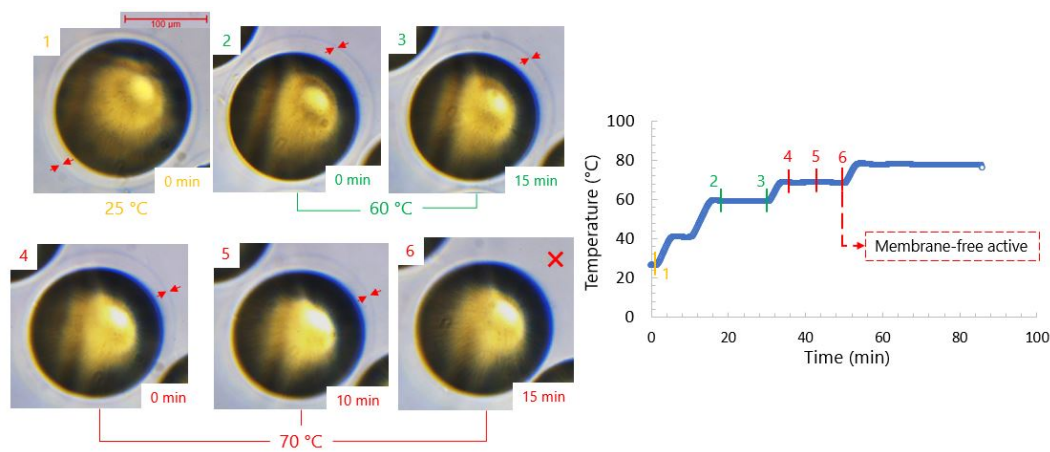 1
100 µm
0 min
25 °C
2
0 min
3
15 min
60 °C
4
0 min
5
10 min
6
×
15 min
70 °C
Temperature (°C)
100
80
60
40
20
0
1
2
3
4
5
6
Membrane-free active
0
20
40
60
80
100
Time (min)